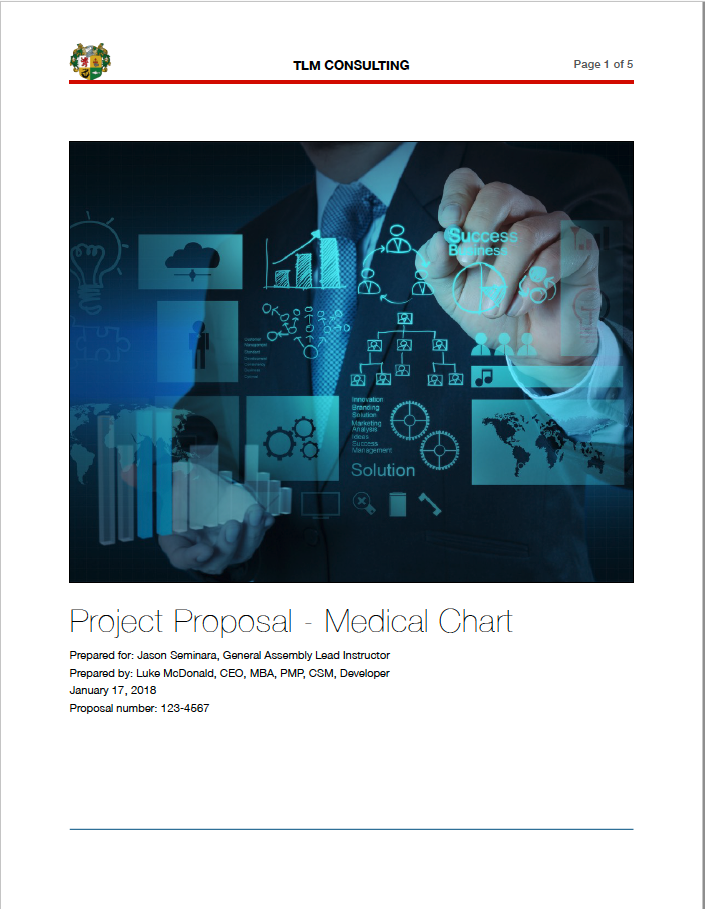 TLM CONSULTING
Page 1 of 5
Success
Business
Customer
Management
Innovation
Branding
Solution
Marketing
Analysis
Ideas
Success
Management
Solution
Project Proposal - Medical Chart
Prepared for: Jason Seminara, General Assembly Lead Instructor
Prepared by: Luke McDonald, CEO, MBA, PMP, CSM, Developer
January 17, 2018
Proposal number: 123-4567